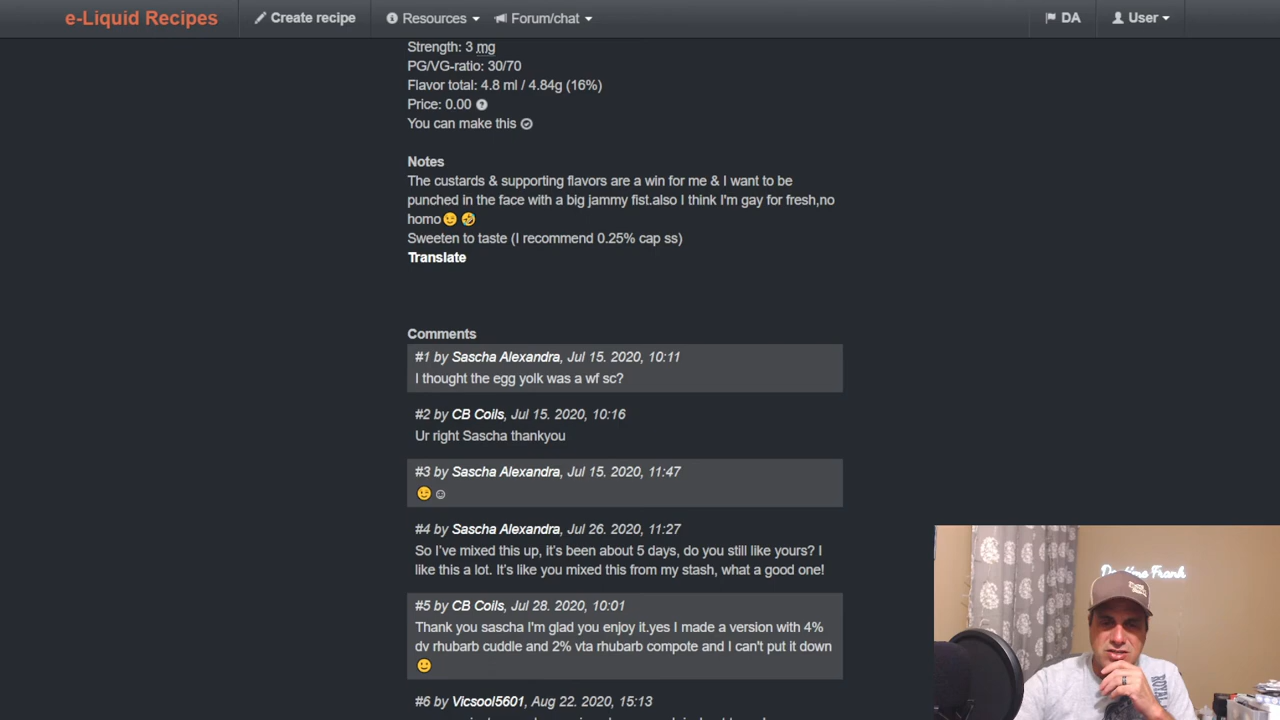 e-Liquid Recipes Create recipe Resources Forum/chat DA User
Strength: 3 mg
PG/VG-ratio: 30/70
Flavor total: 4.8 ml / 4.84g (16%)
Price: 0.00
You can make this
Notes
The custards & supporting flavors are a win for me & I want to be
punched in the face with a big jammy fist.also I think I'm gay for fresh,no
homo😉 🤣
Sweeten to taste (I recommend 0.25% cap ss)
Translate
Comments
#1 by Sascha Alexandra, Jul 15. 2020, 10:11
I thought the egg yolk was a wf sc?
#2 by CB Coils, Jul 15. 2020, 10:16
Ur right Sascha thankyou
#3 by Sascha Alexandra, Jul 15. 2020, 11:47
😉☺
#4 by Sascha Alexandra, Jul 26. 2020, 11:27
So I've mixed this up, it's been about 5 days, do you still like yours? I
like this a lot. It's like you mixed this from my stash, what a good one!
#5 by CB Coils, Jul 28. 2020, 10:01
Thank you sascha I'm glad you enjoy it.yes I made a version with 4%
dv rhubarb cuddle and 2% vta rhubarb compote and I can't put it down
🙂
#6 by Vicsool5601, Aug 22. 2020, 15:13
Frank
ROYAL